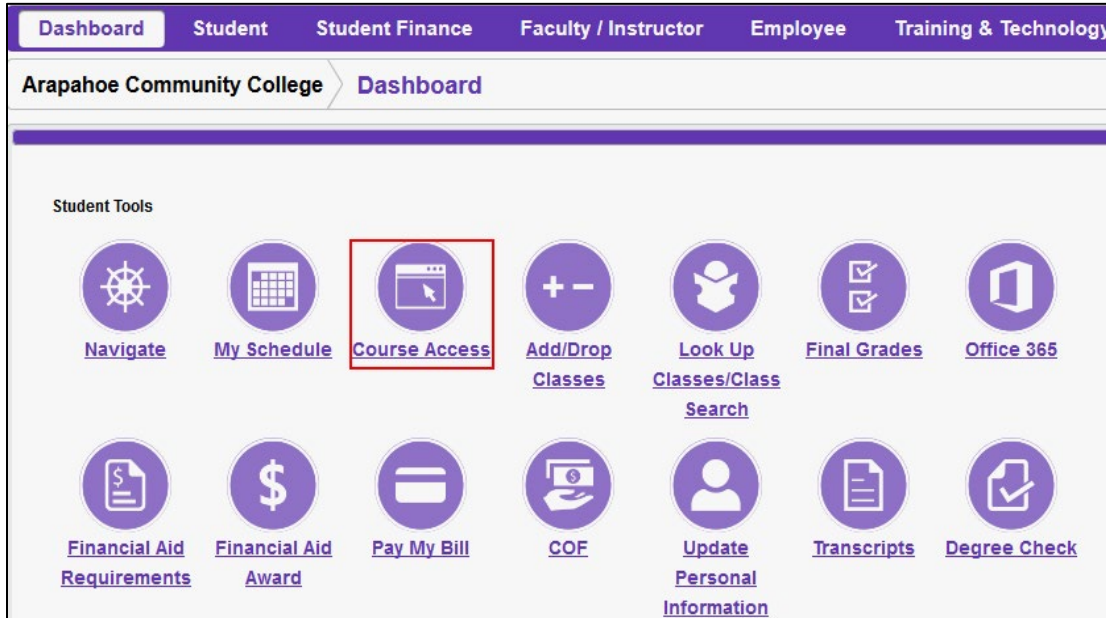 Dashboard Student Student Finance Faculty / Instructor Employee Training & Technology
Arapahoe Community College Dashboard
Student Tools
Navigate My Schedule Course Access Add/Drop Look Up Final Grades Office 365
Classes Classes/Class
Search
Financial Aid Financial Aid Pay My Bill COF Update Transcripts Degree Check
Requirements Award Personal
Information